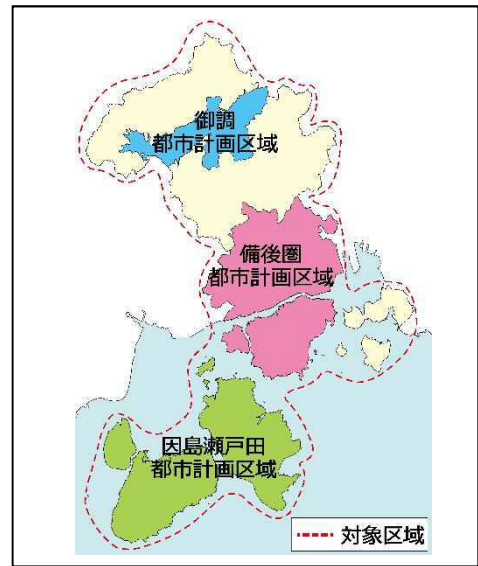 御調
都市計画区域
備後圏
都市計画区域
因島瀬戸田
都市計画区域
対象区域